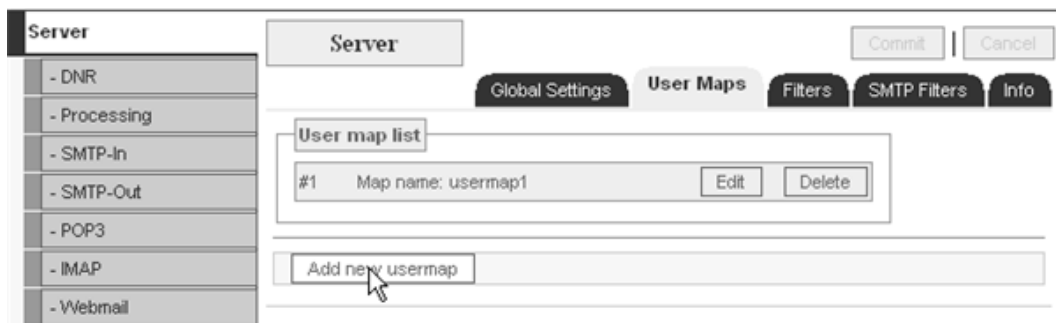 Server
- DNR
- Processing
- SMTP-In
- SMTP-Out
- POP3
- IMAP
- Webmail
Server
Commit | Cancel
Global Settings User Maps Filters SMTP Filters Info
User map list
#1 Map name: usermap1 Edit Delete
Add new usermap